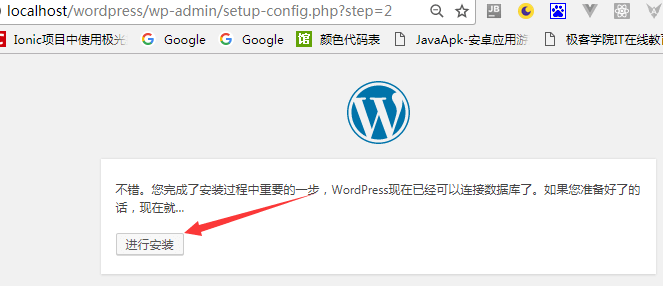 localhost/wordpress/wp-admin/setup-config.php?step=2
JB
Ionic项目中使用极光
Google
Google
馆
颜色代码表
JavaApk-安卓应用游
极客学院IT在线教育
不错。您完成了安装过程中重要的一步，WordPress现在已经可以连接数据库了。如果您准备好了的
话，现在就…
进行安装